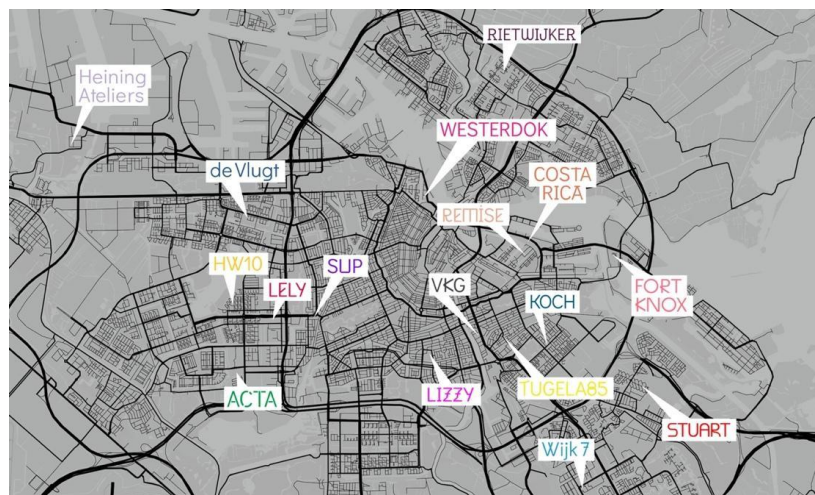 RIETWIJKER
Heining
Ateliers
WESTERDOK
de Vlugt
COSTA
RICA
REMISE
HW10
SUP
LELY
VKG
KOCH
FORT
KNOX
ACTA
LIZZY
TUGELA85
STUART
Wijk 7